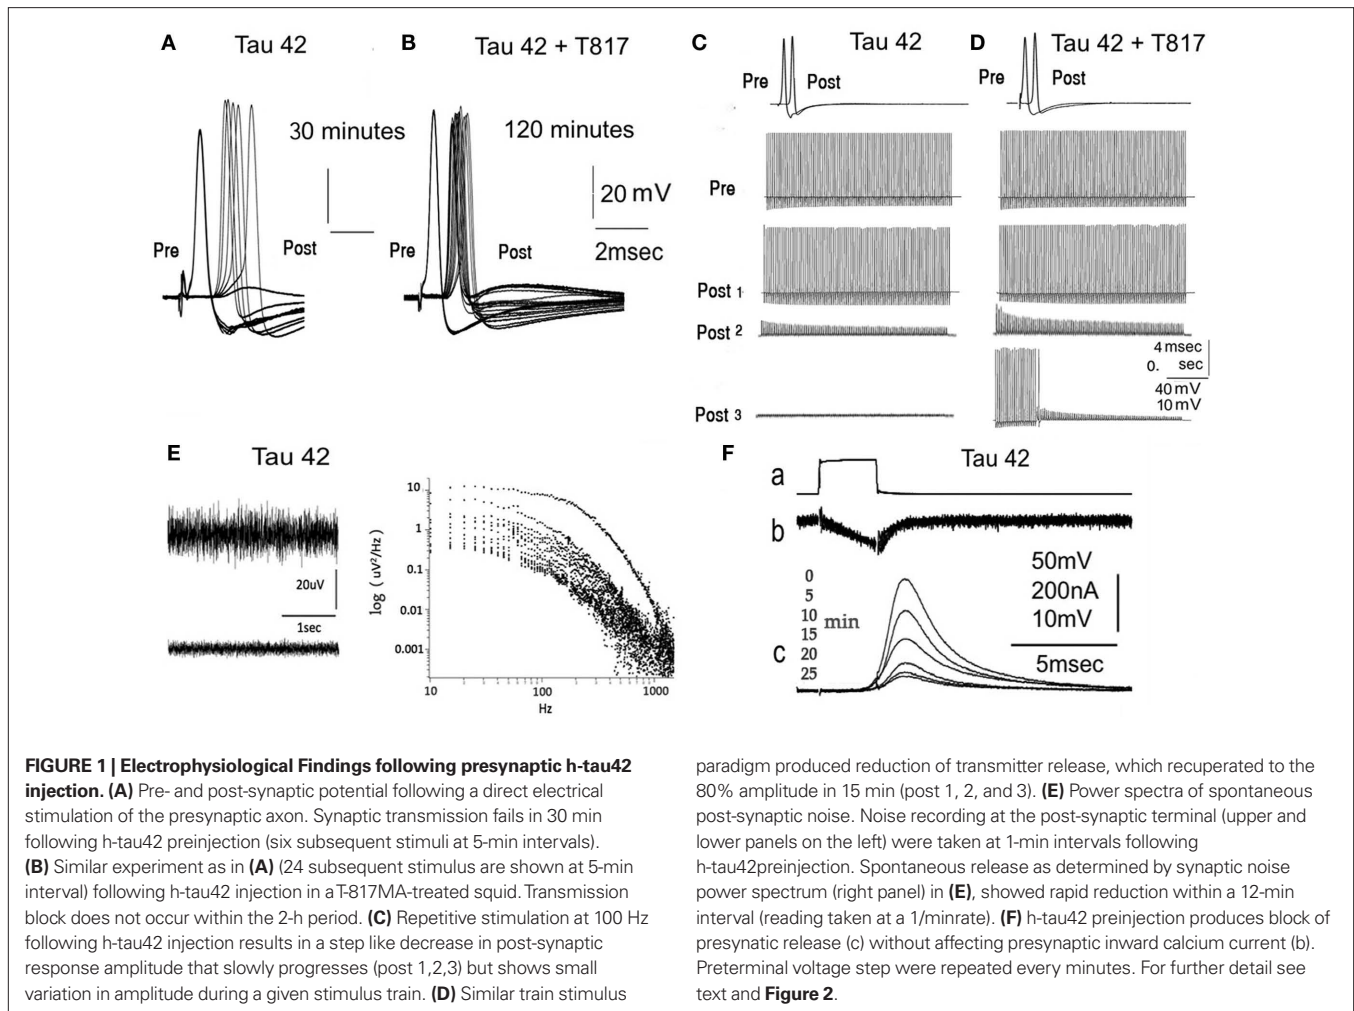 A Tau 42
30 minutes
Pre
Post
B Tau 42 + T817
120 minutes
20 mV
2msec
Pre
Post
C Tau 42
Pre Post
Pre
Post 1
Post 2
Post 3
D Tau 42 + T817
Pre Post
4 msec
0. sec
40 mV
10 mV
E Tau 42
20uV
1sec
log ( uV²/Hz)
10
1
0.1
0.01
0.001
10 100 1000
Hz
F Tau 42
a
b
50mV
200nA
10mV
5msec
0
5
10
15
20
25
min
c
FIGURE 1 | Electrophysiological Findings following presynaptic h-tau42
injection. (A) Pre- and post-synaptic potential following a direct electrical
stimulation of the presynaptic axon. Synaptic transmission fails in 30 min
following h-tau42 preinjection (six subsequent stimuli at 5-min intervals).
(B) Similar experiment as in (A) (24 subsequent stimulus are shown at 5-min
interval) following h-tau42 injection in a T-817MA-treated squid. Transmission
block does not occur within the 2-h period. (C) Repetitive stimulation at 100 Hz
following h-tau42 injection results in a step like decrease in post-synaptic
response amplitude that slowly progresses (post 1,2,3) but shows small
variation in amplitude during a given stimulus train. (D) Similar train stimulus
paradigm produced reduction of transmitter release, which recuperated to the
80% amplitude in 15 min (post 1, 2, and 3). (E) Power spectra of spontaneous
post-synaptic noise. Noise recording at the post-synaptic terminal (upper and
lower panels on the left) were taken at 1-min intervals following
h-tau42preinjection. Spontaneous release as determined by synaptic noise
power spectrum (right panel) in (E), showed rapid reduction within a 12-min
interval (reading taken at a 1/minrate). (F) h-tau42 preinjection produces block of
presynatic release (c) without affecting presynaptic inward calcium current (b).
Preterminal voltage step were repeated every minutes. For further detail see
text and Figure 2.